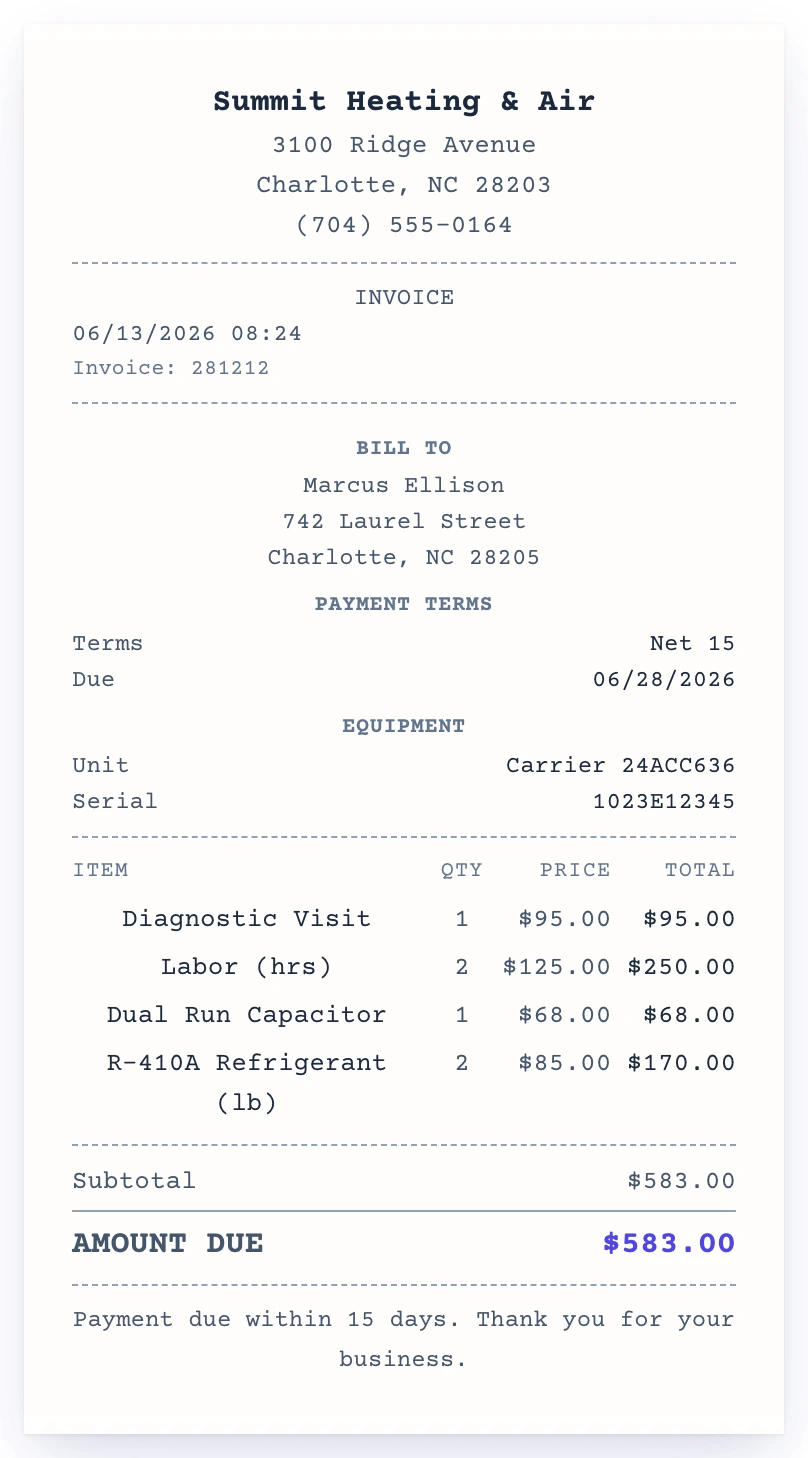 Summit Heating & Air
3100 Ridge Avenue
Charlotte, NC 28203
(704) 555-0164
INVOICE
06/13/2026 08:24
Invoice: 281212
BILL TO
Marcus Ellison
742 Laurel Street
Charlotte, NC 28205
PAYMENT TERMS
Terms Net 15
Due 06/28/2026
EQUIPMENT
Unit Carrier 24ACC636
Serial 1023E12345
ITEM QTY PRICE TOTAL
Diagnostic Visit 1 $95.00 $95.00
Labor (hrs) 2 $125.00 $250.00
Dual Run Capacitor 1 $68.00 $68.00
R-410A Refrigerant 2 $85.00 $170.00
(lb)
Subtotal $583.00
AMOUNT DUE $583.00
Payment due within 15 days. Thank you for your
business.